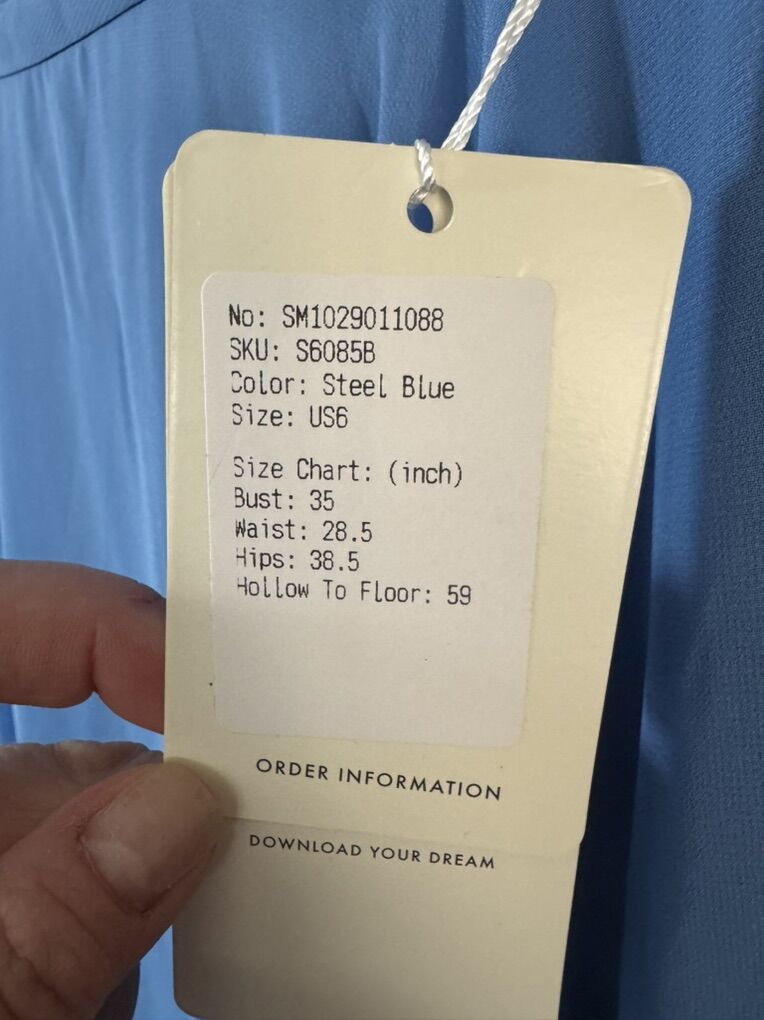 No: SM1029011088
SKU: S6085B
Color: Steel Blue
Size: US6
Size Chart: (inch)
Bust: 35
Waist: 28.5
Hips: 38.5
Hollow To Floor: 59
ORDER INFORMATION
DOWNLOAD YOUR DREAM